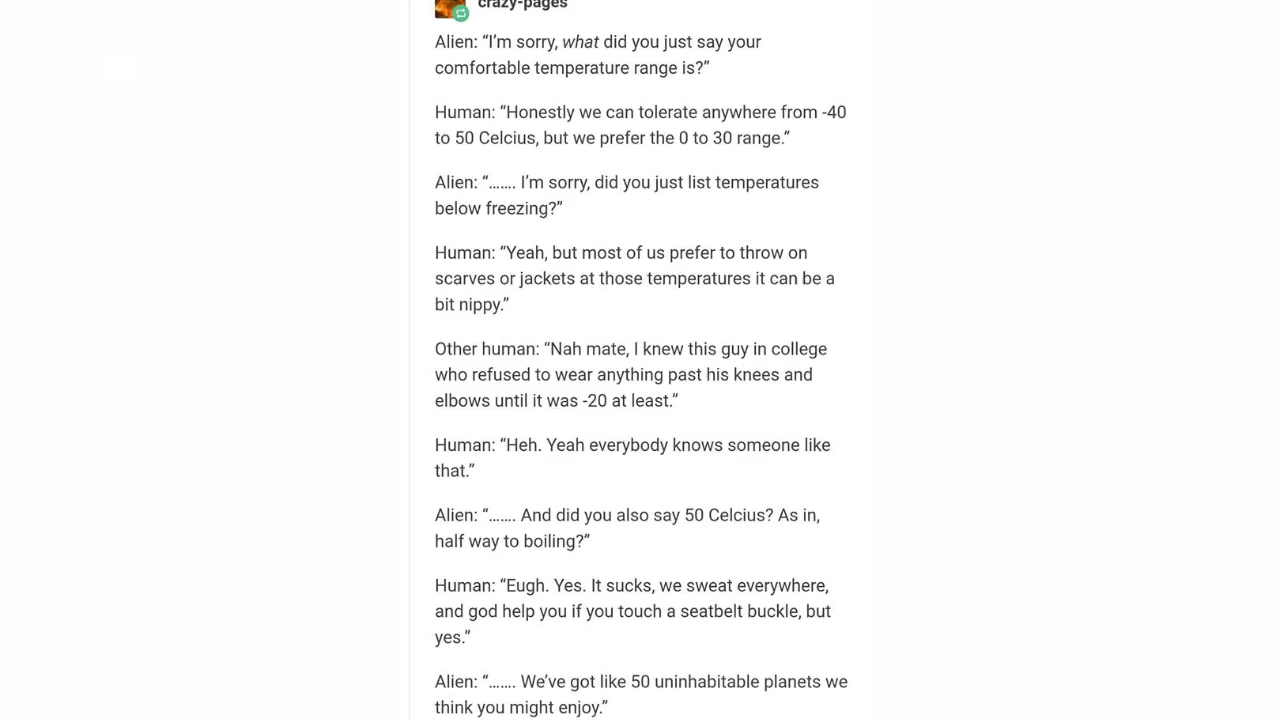 crazy-pages
Alien: “I’m sorry, what did you just say your
comfortable temperature range is?”
Human: “Honestly we can tolerate anywhere from -40
to 50 Celcius, but we prefer the 0 to 30 range.”
Alien: “....... I’m sorry, did you just list temperatures
below freezing?”
Human: “Yeah, but most of us prefer to throw on
scarves or jackets at those temperatures it can be a
bit nippy.”
Other human: “Nah mate, I knew this guy in college
who refused to wear anything past his knees and
elbows until it was -20 at least.”
Human: “Heh. Yeah everybody knows someone like
that.”
Alien: “....... And did you also say 50 Celcius? As in,
half way to boiling?”
Human: “Eugh. Yes. It sucks, we sweat everywhere,
and god help you if you touch a seatbelt buckle, but
yes.”
Alien: “....... We’ve got like 50 uninhabitable planets we
think you might enjoy.”